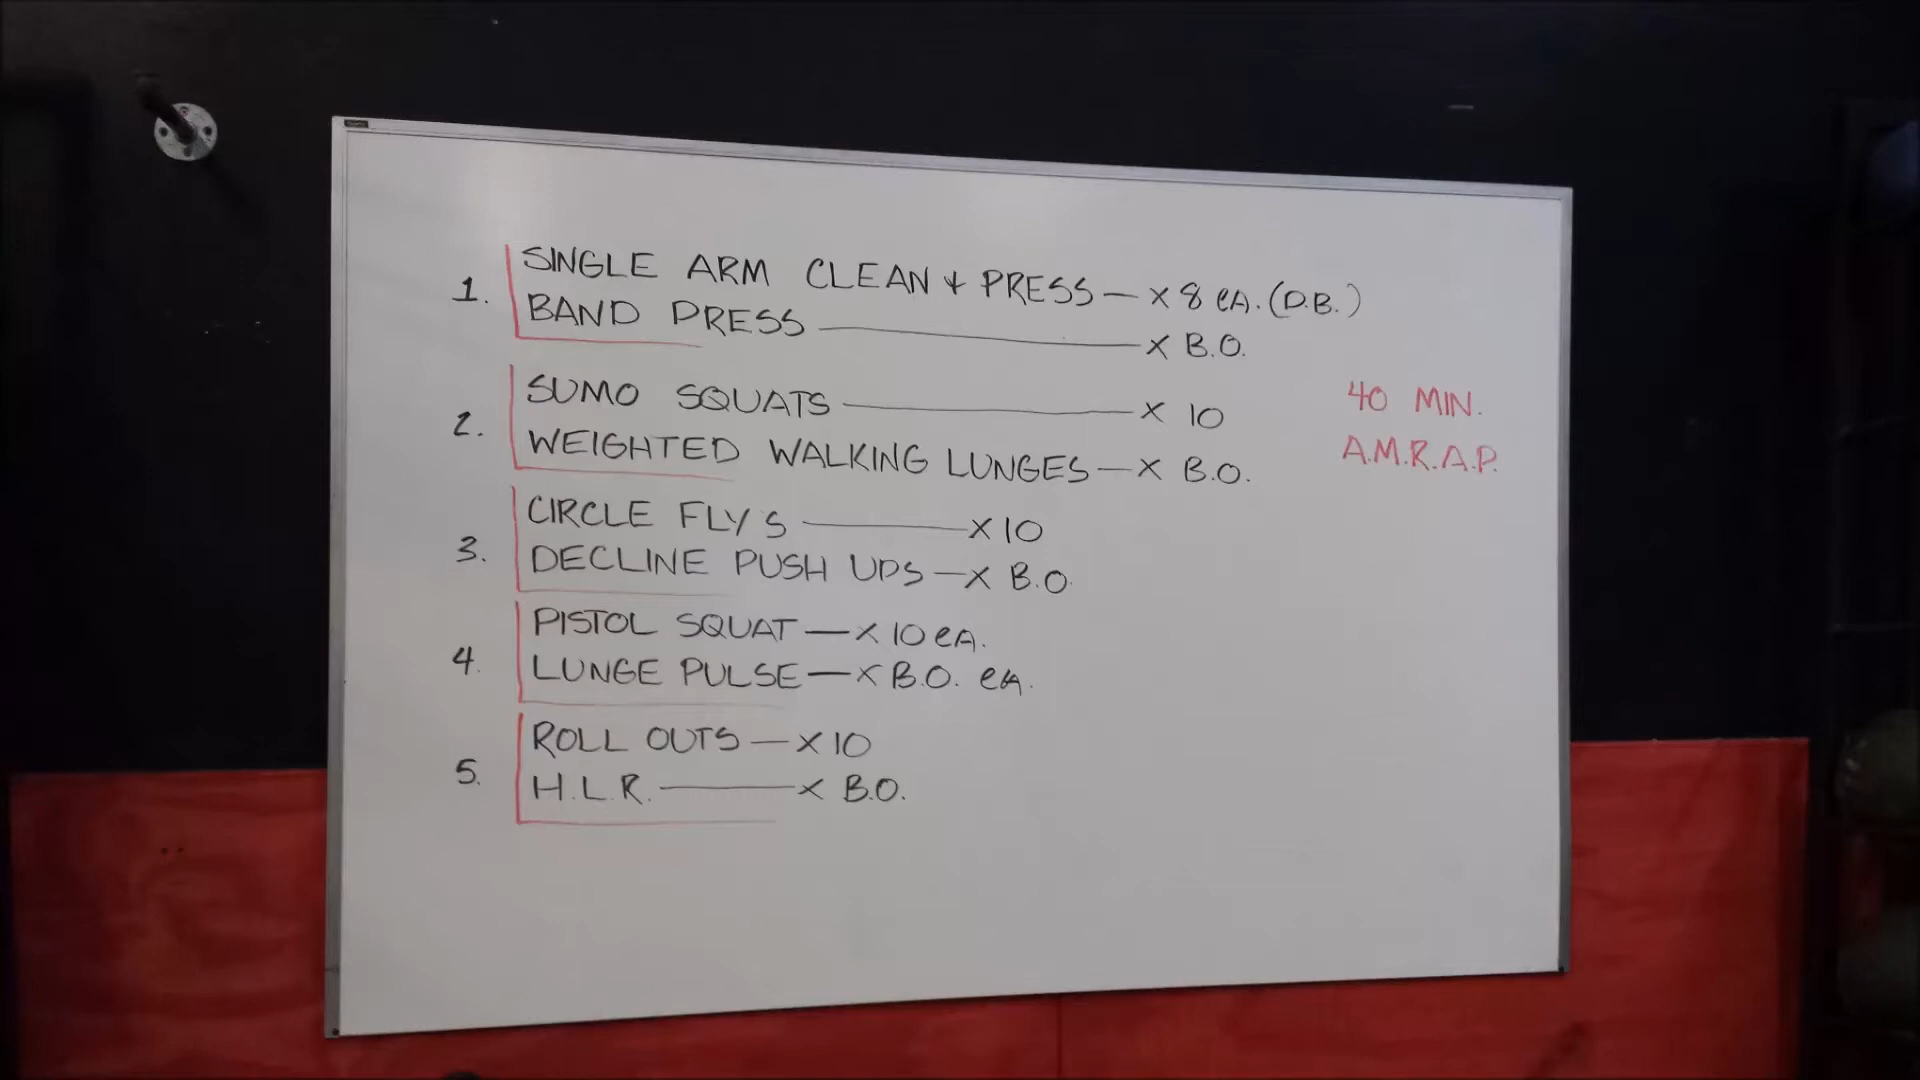 1. SINGLE ARM CLEAN & PRESS — X 8 eA. (D.B.)
BAND PRESS — X B.O.
2. SUMO SQUATS — X 10
WEIGHTED WALKING LUNGES — X B.O.
3. CIRCLE FLY'S — X 10
DECLINE PUSH UPS — X B.O.
4. PISTOL SQUAT — X 10 eA.
LUNGE PULSE — X B.O. eA.
5. ROLL OUTS — X 10
H.L.R. — X B.O.
40 MIN.
A.M.R.A.P.